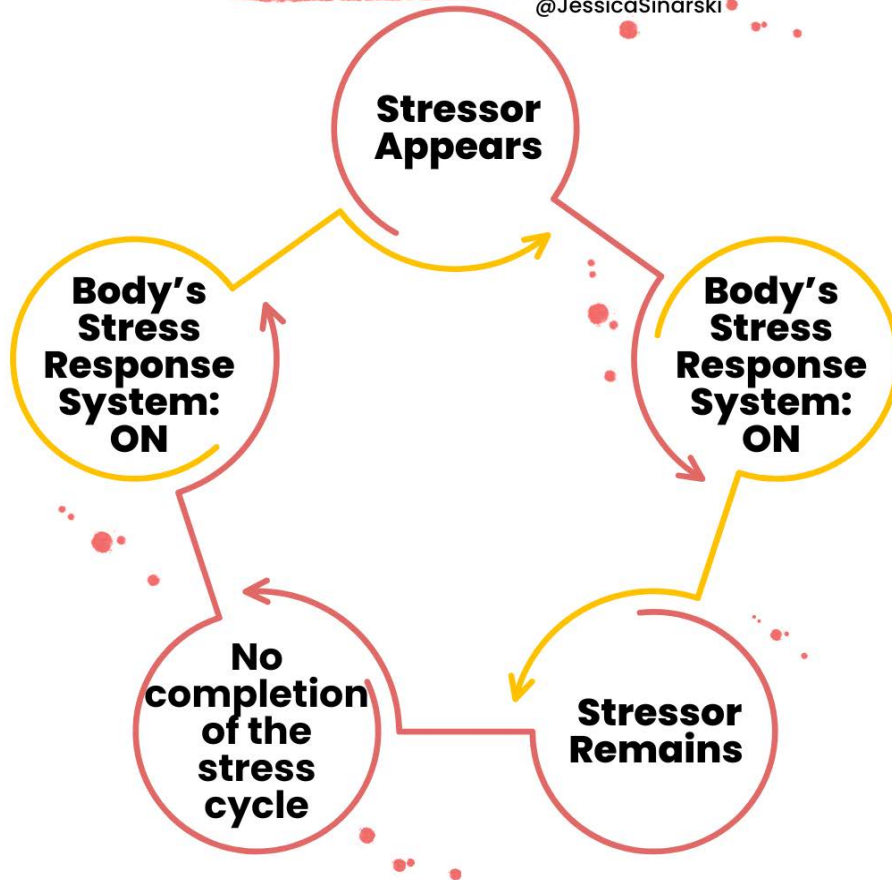 @JessicaSinarski
Stressor
Appears
Body's
Stress
Response
System:
ON
Stressor
Remains
No
completion
of the
stress
cycle
Body's
Stress
Response
System:
ON